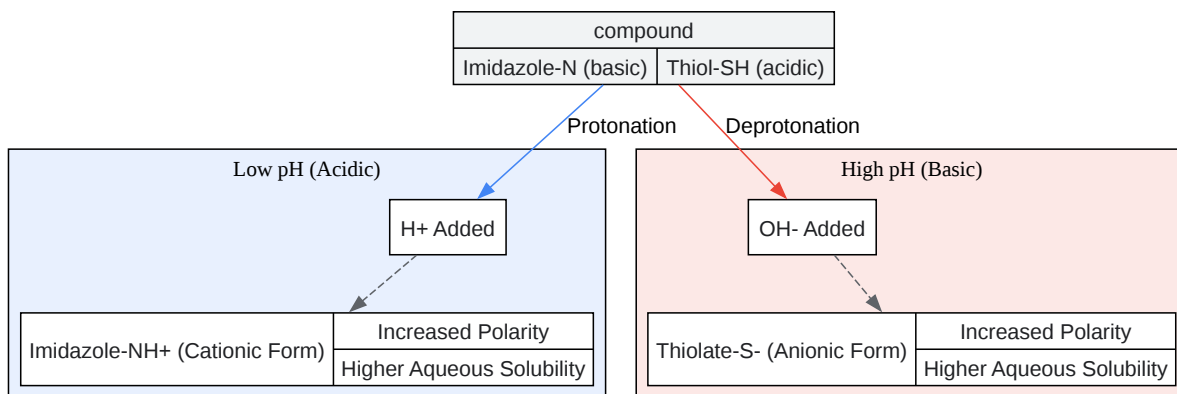 compound
Imidazole-N (basic)
Thiol-SH (acidic)
Protonation
Deprotonation
Low pH (Acidic)
High pH (Basic)
H+ Added
OH- Added
Imidazole-NH+ (Cationic Form)
Increased Polarity
Higher Aqueous Solubility
Thiolate-S- (Anionic Form)
Increased Polarity
Higher Aqueous Solubility